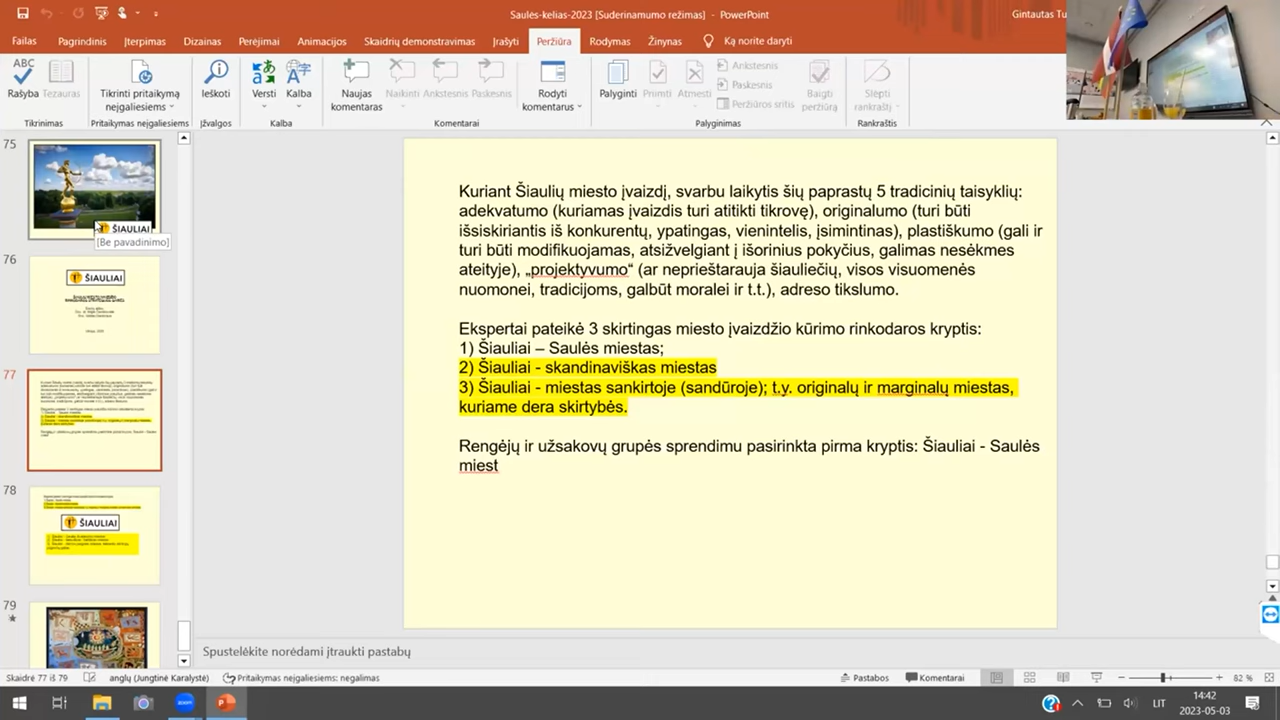 Saulės-kelias-2023 [Suderinamumo režimas] - PowerPoint
Gintautas Tu
Failas Pagrindinis Įterpimas Dizainas Perėjimai Animacijos Skaidrių demonstravimas Įrašyti Peržiūra Rodymas Žinynas Ką norite daryti
ABC
Rašyba
Tezauras
Tikrinti pritaikymą
neįgaliesiems
Ieškoti
Versti
Kalba
Naujas
komentaras
Naikinti
Ankstesnis
Paskesnis
Rodyti
komentarus
Palyginti
Priimti
Atmesti
Ankstesnis
Paskesnis
Peržiūros sritis
Baigti
peržiūrą
Slėpti
rankraštį
Tikrinimas Pritaikymas neįgaliesiems Įžvalgos Kalba Komentarai Palyginimas Rankraštis
75
ŠIAULIAI
[Be pavadinimo]
76
ŠIAULIAI
77
78
ŠIAULIAI
79
Kuriant Šiaulių miesto įvaizdį, svarbu laikytis šių paprastų 5 tradicinių taisyklių:
adekvatumo (kuriamas įvaizdis turi atitikti tikrovę), originalumo (turi būti
išsiskiriantis iš konkurentų, ypatingas, vienintelis, įsimintinas), plastiškumo (gali ir
turi būti modifikuojamas, atsižvelgiant į išorinius pokyčius, galimas nesėkmes
ateityje), „projektyvumo“ (ar neprieštarauja šiauliečių, visos visuomenės
nuomonei, tradicijoms, galbūt moralei ir t.t.), adreso tikslumo.
Ekspertai pateikė 3 skirtingas miesto įvaizdžio kūrimo rinkodaros kryptis:
1) Šiauliai – Saulės miestas;
2) Šiauliai - skandinaviškas miestas
3) Šiauliai - miestas sankirtoje (sandūroje); t.y. originalų ir marginalų miestas,
kuriame dera skirtybės.
Rengėjų ir užsakovų grupės sprendimu pasirinkta pirma kryptis: Šiauliai - Saulės
miest
Spustelėkite norėdami įtraukti pastabų
Skaidrė 77 iš 79 anglų (Jungtinė Karalystė) Pritaikymas neįgaliesiems: negalimas Pastabos Komentarai 82 %
zoom
LIT
14:42
2023-05-03